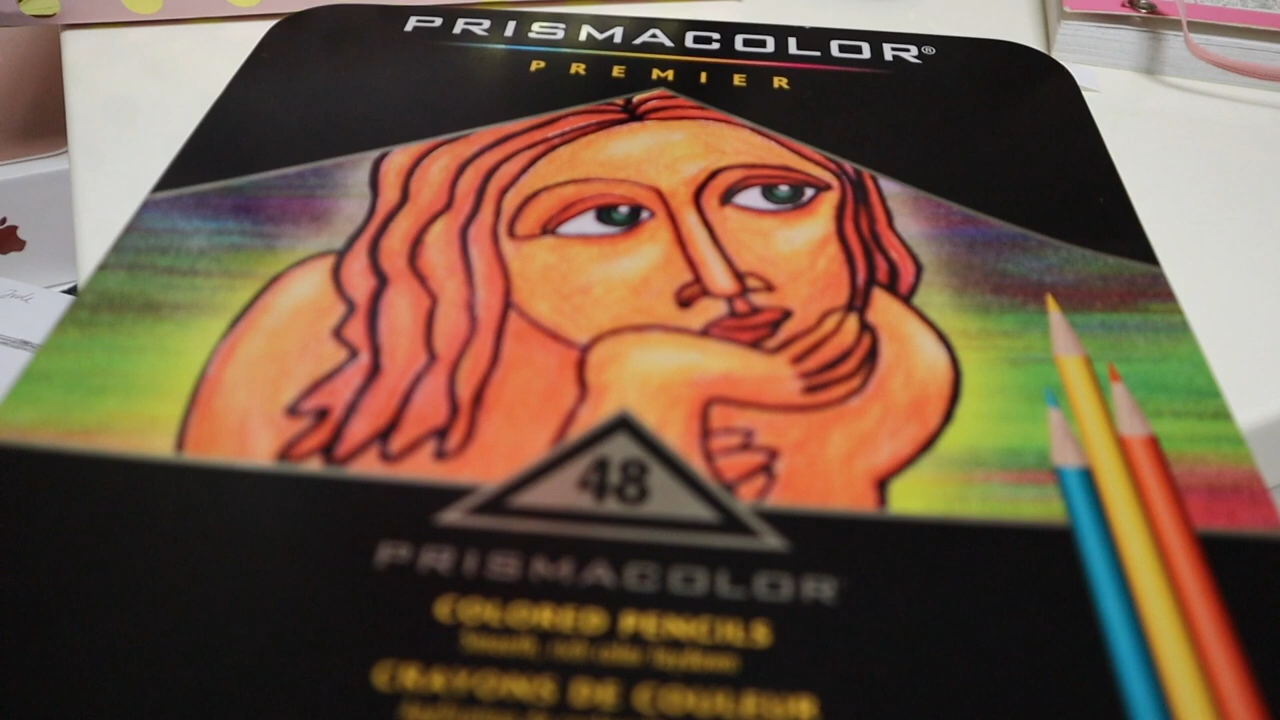 PRISMACOLOR®
PREMIER
48
PRISMACOLOR
COLORED PENCILS
CRAYONS DE COULEUR